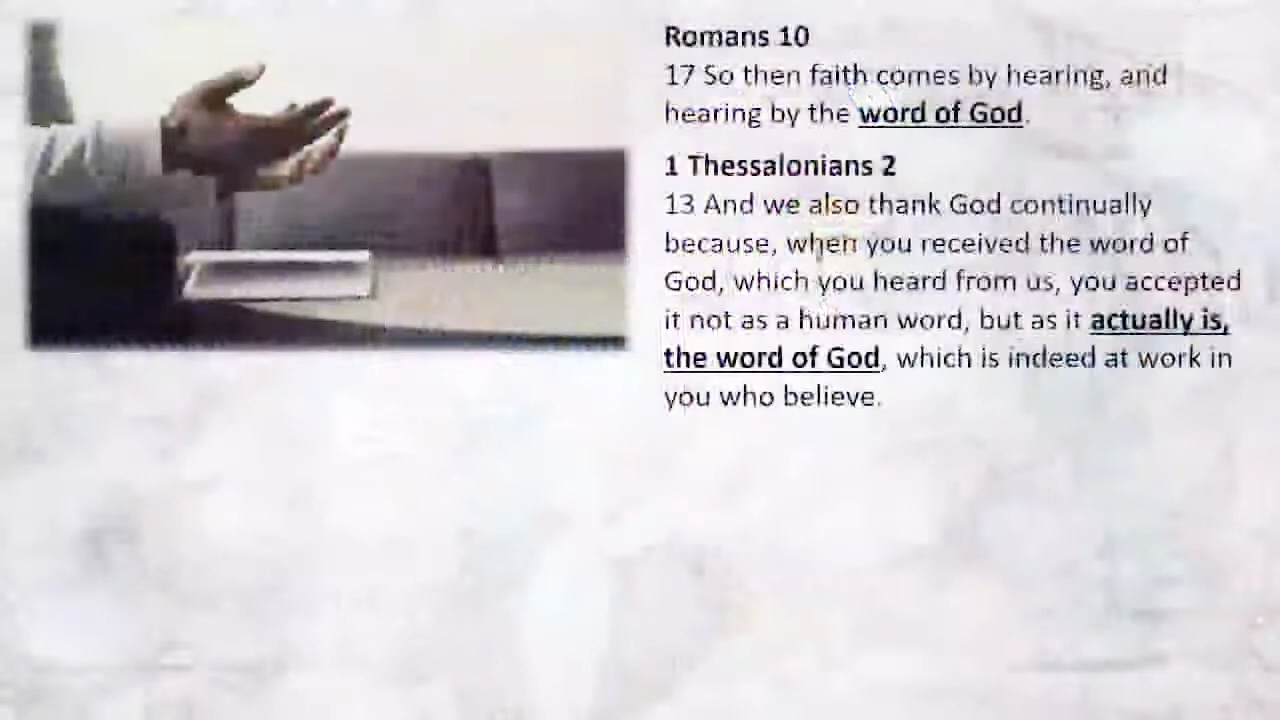 Romans 10
17 So then faith comes by hearing, and
hearing by the word of God.
1 Thessalonians 2
13 And we also thank God continually
because, when you received the word of
God, which you heard from us, you accepted
it not as a human word, but as it actually is,
the word of God, which is indeed at work in
you who believe.